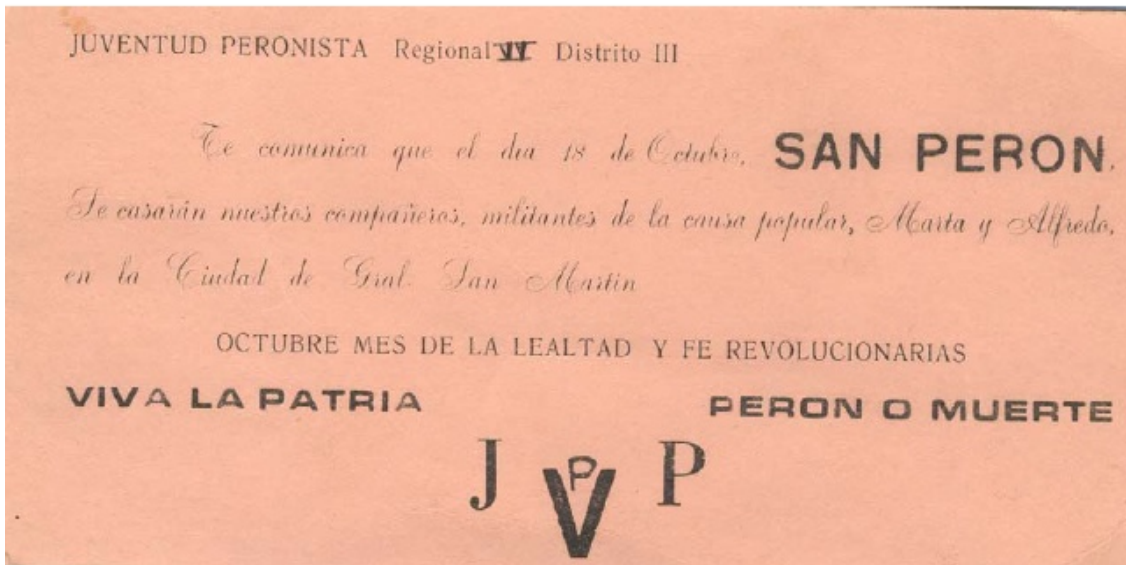 JUVENTUD PERONISTA Regional VI Distrito III
Te comunica que el dia 18 de Octubre, SAN PERON.
Se casarán nuestros compañeros, militantes de la causa popular, Marta y Alfredo,
en la Ciudad de Gral. San Martin
OCTUBRE MES DE LA LEALTAD Y FE REVOLUCIONARIAS
VIVA LA PATRIA PERON O MUERTE
J V P P